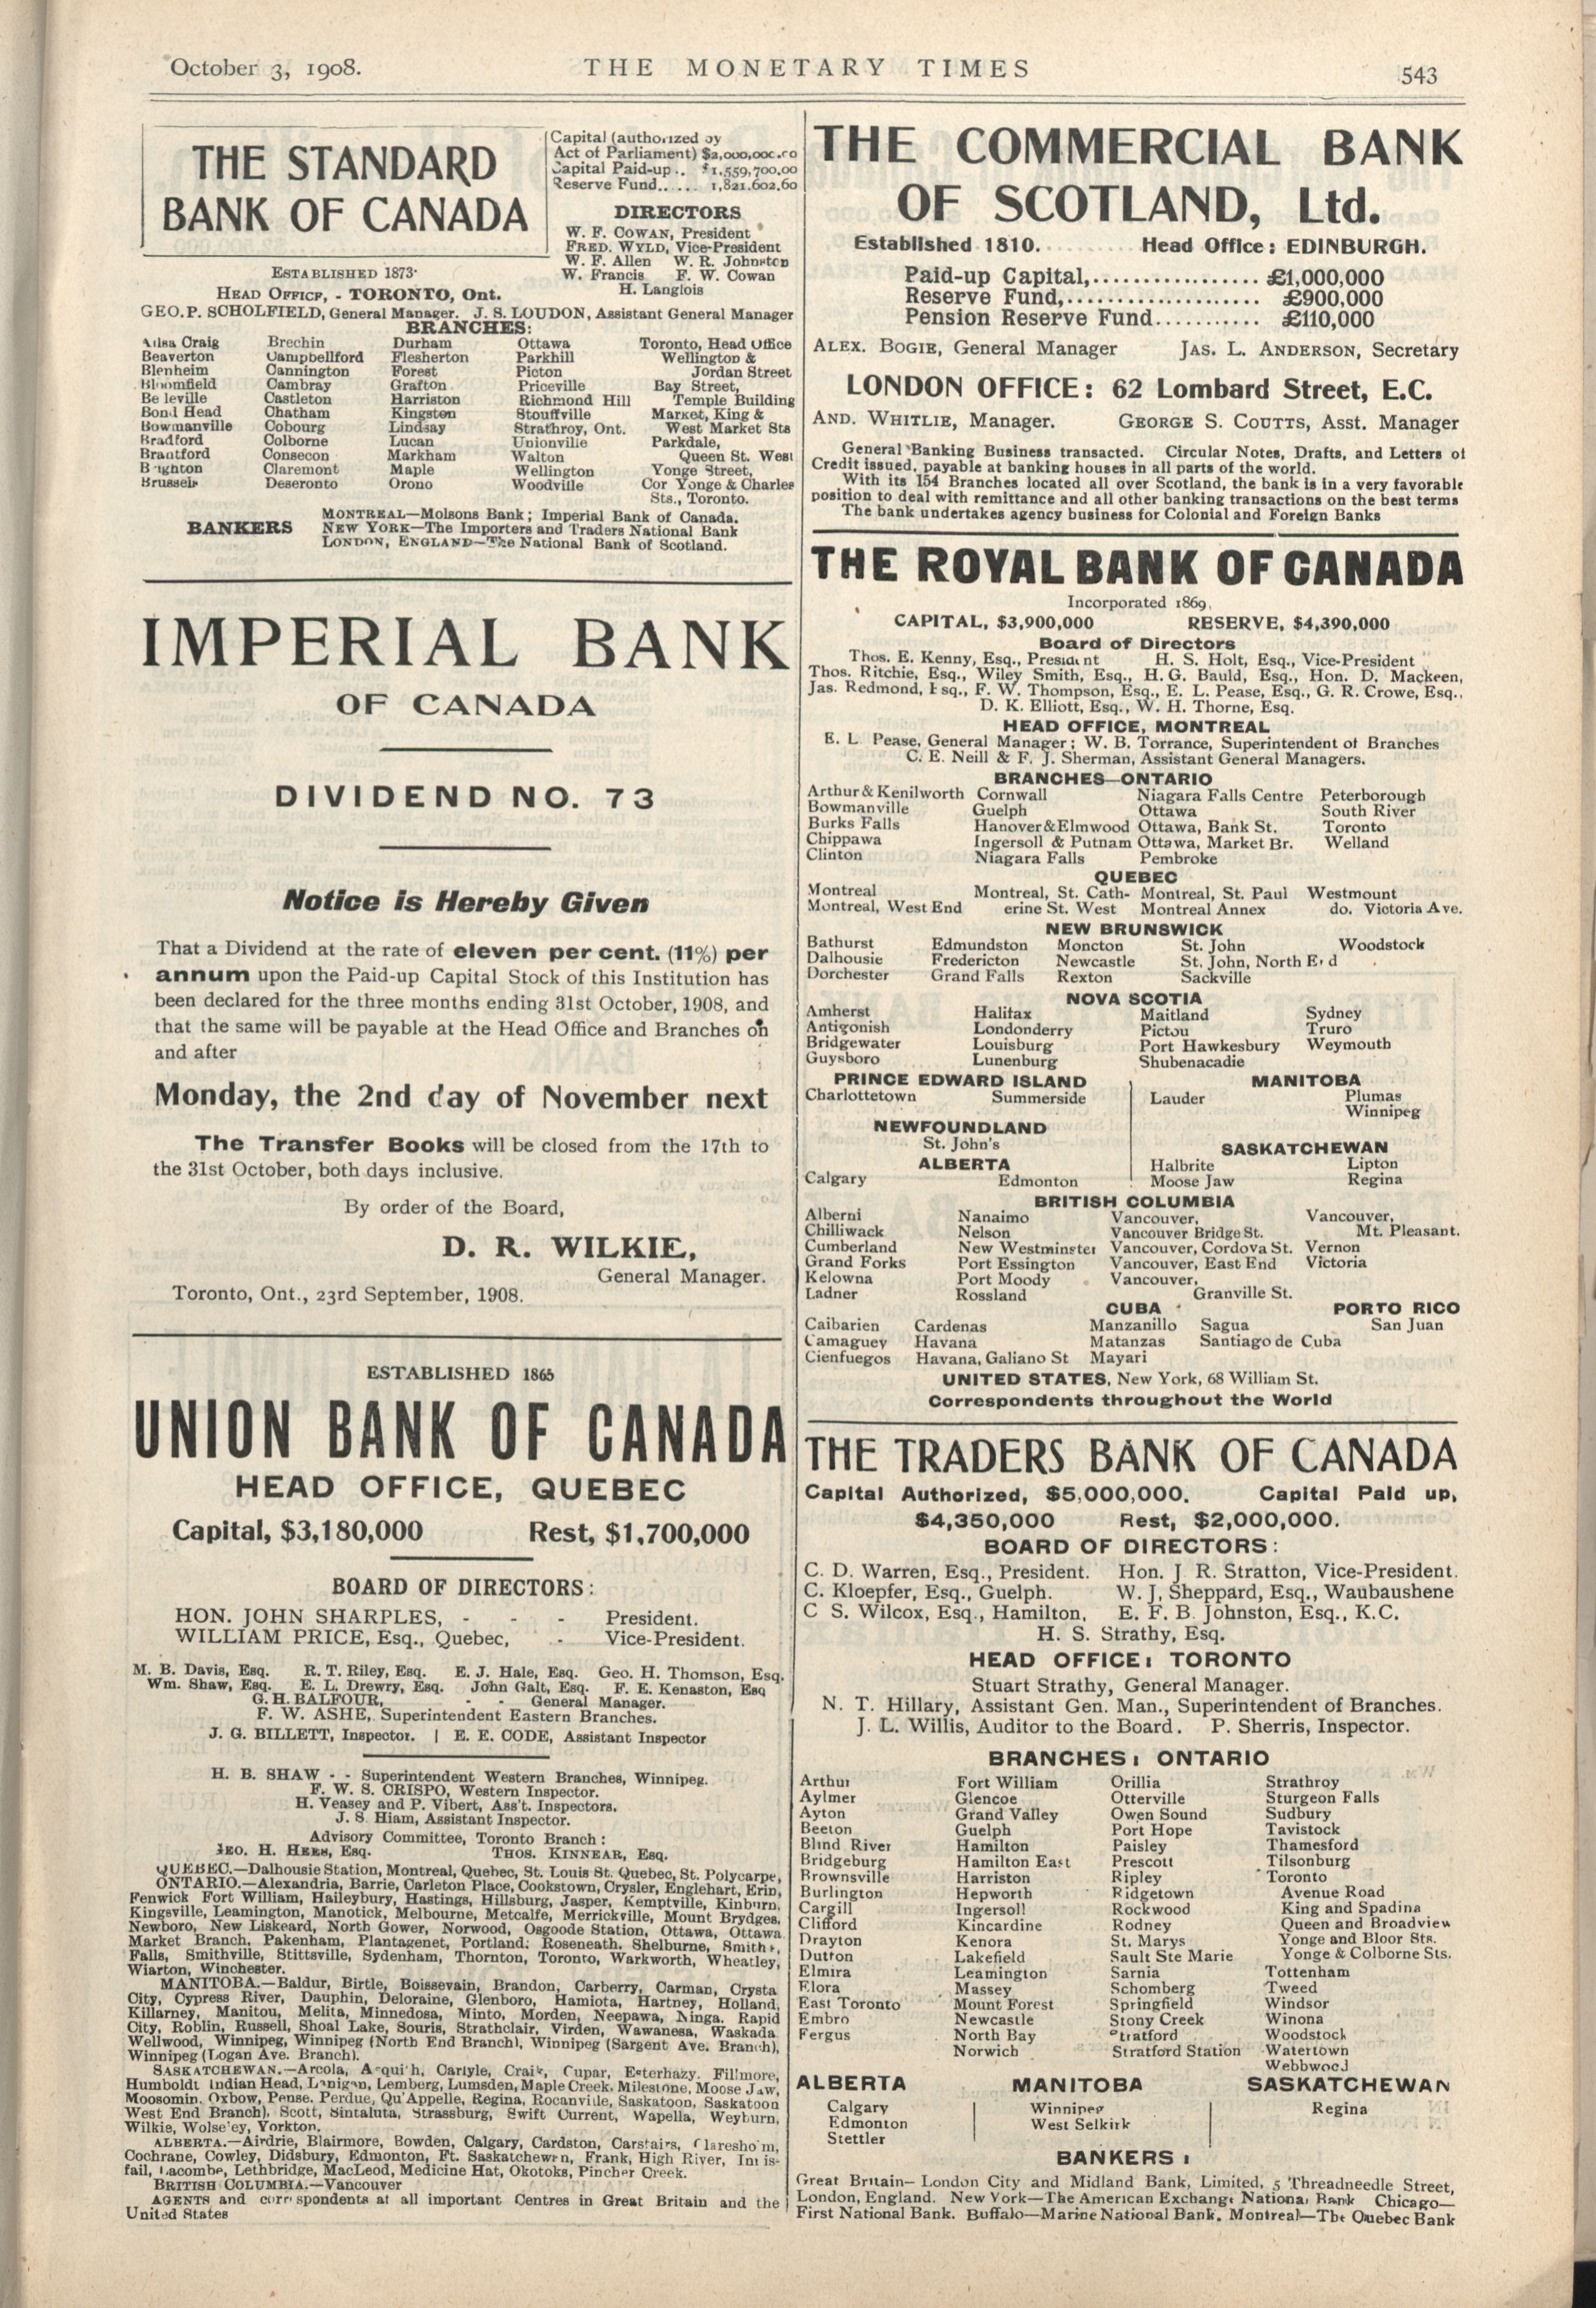 October 3, 1908.
THE MONETARY TIMES
543
THE STANDARD
BANK OF CANADA
Capital (authorized by
Act of Parliament) $2,000,000.00
Capital Paid-up .. $1,559,700.00
Reserve Fund...... 1,821.602.60
DIRECTORS
W. F. COWAN, President
FRED. WYLD, Vice-President
W. F. Allen W. R. Johnston
W. Francis F. W. Cowan
H. Langlois
ESTABLISHED 1873.
HEAD OFFICE, - TORONTO, Ont.
GEO. P. SCHOLFIELD, General Manager. J. S. LOUDON, Assistant General Manager
BRANCHES:
Ailsa Craig Brechin Durham Ottawa Toronto, Head Office
Beaverton Campbellford Flesherton Parkhill Wellington &
Blenheim Cannington Forest Picton Jordan Street
Bloomfield Cambray Grafton Priceville Bay Street,
Be leville Castleton Harriston Richmond Hill Temple Building
Bond Head Chatham Kingston Stouffville Market, King &
Bowmanville Cobourg Lindsay Strathroy, Ont. West Market Sts
Bradford Colborne Lucan Unionville Parkdale,
Brantford Consecon Markham Walton Queen St. West
Brighton Claremont Maple Wellington Yonge Street,
Brussels Deseronto Orono Woodville Cor Yonge & Charles
Sts., Toronto.
BANKERS
MONTREAL—Molsons Bank; Imperial Bank of Canada.
NEW YORK—The Importers and Traders National Bank
LONDON, ENGLAND—The National Bank of Scotland.
IMPERIAL BANK
OF CANADA
DIVIDEND NO. 73
Notice is Hereby Given
That a Dividend at the rate of eleven per cent. (11%) per
annum upon the Paid-up Capital Stock of this Institution has
been declared for the three months ending 31st October, 1908, and
that the same will be payable at the Head Office and Branches on
and after
Monday, the 2nd day of November next
The Transfer Books will be closed from the 17th to
the 31st October, both days inclusive.
By order of the Board,
D. R. WILKIE,
General Manager.
Toronto, Ont., 23rd September, 1908.
ESTABLISHED 1865
UNION BANK OF CANADA
HEAD OFFICE, QUEBEC
Capital, $3,180,000 Rest, $1,700,000
BOARD OF DIRECTORS:
HON. JOHN SHARPLES, - - - President.
WILLIAM PRICE, Esq., Quebec, - Vice-President.
M. B. Davis, Esq. R. T. Riley, Esq. E. J. Hale, Esq. Geo. H. Thomson, Esq.
Wm. Shaw, Esq. E. L. Drewry, Esq. John Galt, Esq. F. E. Kenaston, Esq
G. H. BALFOUR, - - General Manager.
F. W. ASHE, Superintendent Eastern Branches.
J. G. BILLETT, Inspector. | E. E. CODE, Assistant Inspector
H. B. SHAW - - Superintendent Western Branches, Winnipeg.
F. W. S. CRISPO, Western Inspector.
H. Veasey and P. Vibert, Ass't. Inspectors.
J. S. Hiam, Assistant Inspector.
Advisory Committee, Toronto Branch:
GEO. H. HEES, Esq. THOS. KINNEAR, Esq.
QUEBEC.—Dalhousie Station, Montreal, Quebec, St. Louis St. Quebec, St. Polycarpe,
ONTARIO.—Alexandria, Barrie, Carleton Place, Cookstown, Crysler, Englehart, Erin,
Fenwick Fort William, Haileybury, Hastings, Hillsburg, Jasper, Kemptville, Kinburn,
Kingsville, Leamington, Manotick, Melbourne, Metcalfe, Merrickville, Mount Brydges,
Newboro, New Liskeard, North Gower, Norwood, Osgoode Station, Ottawa, Ottawa
Market Branch, Pakenham, Plantagenet, Portland, Roseneath, Shelburne, Smiths,
Falls, Smithville, Stittsville, Sydenham, Thornton, Toronto, Warkworth, Wheatley,
Wiarton, Winchester.
MANITOBA.—Baldur, Birtle, Boissevain, Brandon, Carberry, Carman, Crysta
City, Cypress River, Dauphin, Deloraine, Glenboro, Hamiota, Hartney, Holland,
Killarney, Manitou, Melita, Minnedosa, Minto, Morden, Neepawa, Ninga, Rapid
City, Roblin, Russell, Shoal Lake, Souris, Strathclair, Virden, Wawanesa, Waskada
Wellwood, Winnipeg, Winnipeg (North End Branch), Winnipeg (Sargent Ave. Branch),
Winnipeg (Logan Ave. Branch).
SASKATCHEWAN.—Arcola, Asquith, Carlyle, Craik, Cupar, Esterhazy, Fillmore,
Humboldt Indian Head, Lanigan, Lemberg, Lumsden, Maple Creek, Milestone, Moose Jaw,
Moosomin, Oxbow, Pense, Perdue, Qu'Appelle, Regina, Rocanville, Saskatoon, Saskatoon
West End Branch), Scott, Sintaluta, Strassburg, Swift Current, Wapella, Weyburn,
Wilkie, Wolseley, Yorkton.
ALBERTA.—Airdrie, Blairmore, Bowden, Calgary, Cardston, Carstairs, Claresholm,
Cochrane, Cowley, Didsbury, Edmonton, Ft. Saskatchewan, Frank, High River, Innis-
fail, Lacombe, Lethbridge, MacLeod, Medicine Hat, Okotoks, Pincher Creek.
BRITISH COLUMBIA.—Vancouver
AGENTS and correspondents at all important Centres in Great Britain and the
United States
THE COMMERCIAL BANK
OF SCOTLAND, Ltd.
Established 1810. Head Office: EDINBURGH.
Paid-up Capital,.................. £1,000,000
Reserve Fund,.................... £900,000
Pension Reserve Fund........... £110,000
ALEX. BOGIE, General Manager JAS. L. ANDERSON, Secretary
LONDON OFFICE: 62 Lombard Street, E.C.
AND. WHITLIE, Manager. GEORGE S. COUTTS, Asst. Manager
General Banking Business transacted. Circular Notes, Drafts, and Letters of
Credit issued, payable at banking houses in all parts of the world.
With its 154 Branches located all over Scotland, the bank is in a very favorable
position to deal with remittance and all other banking transactions on the best terms
The bank undertakes agency business for Colonial and Foreign Banks
THE ROYAL BANK OF CANADA
Incorporated 1869.
CAPITAL, $3,900,000 RESERVE, $4,390,000
Board of Directors
Thos. E. Kenny, Esq., President H. S. Holt, Esq., Vice-President
Thos. Ritchie, Esq., Wiley Smith, Esq., H. G. Bauld, Esq., Hon. D. Mackeen,
Jas. Redmond, Esq., F. W. Thompson, Esq., E. L. Pease, Esq., G. R. Crowe, Esq.,
D. K. Elliott, Esq., W. H. Thorne, Esq.
HEAD OFFICE, MONTREAL
E. L. Pease, General Manager; W. B. Torrance, Superintendent of Branches
C. E. Neill & F. J. Sherman, Assistant General Managers.
BRANCHES—ONTARIO
Arthur & Kenilworth Cornwall Niagara Falls Centre Peterborough
Bowmanville Guelph Ottawa South River
Burks Falls Hanover & Elmwood Ottawa, Bank St. Toronto
Chippawa Ingersoll & Putnam Ottawa, Market Br. Welland
Clinton Niagara Falls Pembroke
QUEBEC
Montreal Montreal, St. Cath- Montreal, St. Paul Westmount
Montreal, West End erine St. West Montreal Annex do. Victoria Ave.
NEW BRUNSWICK
Bathurst Edmundston Moncton St. John Woodstock
Dalhousie Fredericton Newcastle St. John, North End
Dorchester Grand Falls Rexton Sackville
NOVA SCOTIA
Amherst Halifax Maitland Sydney
Antigonish Londonderry Pictou Truro
Bridgewater Louisburg Port Hawkesbury Weymouth
Guysboro Lunenburg Shubenacadie
PRINCE EDWARD ISLAND MANITOBA
Charlottetown Summerside Lauder Plumas
Winnipeg
NEWFOUNDLAND
St. John's SASKATCHEWAN
ALBERTA Halbrite Lipton
Calgary Edmonton Moose Jaw Regina
BRITISH COLUMBIA
Alberni Nanaimo Vancouver, Vancouver,
Chilliwack Nelson Vancouver Bridge St. Mt. Pleasant.
Cumberland New Westminster Vancouver, Cordova St. Vernon
Grand Forks Port Essington Vancouver, East End Victoria
Kelowna Port Moody Vancouver,
Ladner Rossland Granville St.
CUBA PORTO RICO
Caibarien Cardenas Manzanillo Sagua San Juan
Camaguey Havana Matanzas Santiago de Cuba
Cienfuegos Havana, Galiano St Mayari
UNITED STATES, New York, 68 William St.
Correspondents throughout the World
THE TRADERS BANK OF CANADA
Capital Authorized, $5,000,000. Capital Paid up,
$4,350,000 Rest, $2,000,000.
BOARD OF DIRECTORS:
C. D. Warren, Esq., President. Hon. J. R. Stratton, Vice-President.
C. Kloepfer, Esq., Guelph. W. J. Sheppard, Esq., Waubaushene
C S. Wilcox, Esq., Hamilton, E. F. B. Johnston, Esq., K.C.
H. S. Strathy, Esq.
HEAD OFFICE: TORONTO
Stuart Strathy, General Manager.
N. T. Hillary, Assistant Gen. Man., Superintendent of Branches.
J. L. Willis, Auditor to the Board. P. Sherris, Inspector.
BRANCHES: ONTARIO
Arthur Fort William Orillia Strathroy
Aylmer Glencoe Otterville Sturgeon Falls
Ayton Grand Valley Owen Sound Sudbury
Beeton Guelph Port Hope Tavistock
Blind River Hamilton Paisley Thamesford
Bridgeburg Hamilton East Prescott Tilsonburg
Brownsville Harriston Ripley Toronto
Burlington Hepworth Ridgetown Avenue Road
Cargill Ingersoll Rockwood King and Spadina
Clifford Kincardine Rodney Queen and Broadview
Drayton Kenora St. Marys Yonge and Bloor Sts.
Dutton Lakefield Sault Ste Marie Yonge & Colborne Sts.
Elmira Leamington Sarnia Tottenham
Elora Massey Schomberg Tweed
East Toronto Mount Forest Springfield Windsor
Embro Newcastle Stony Creek Winona
Fergus North Bay Stratford Woodstock
Norwich Stratford Station Watertown
Webbwood
ALBERTA MANITOBA SASKATCHEWAN
Calgary Winnipeg Regina
Edmonton West Selkirk
Stettler
BANKERS:
Great Britain— London City and Midland Bank, Limited, 5 Threadneedle Street,
London, England. New York—The American Exchange National Bank Chicago—
First National Bank. Buffalo—Marine National Bank. Montreal—The Quebec Bank